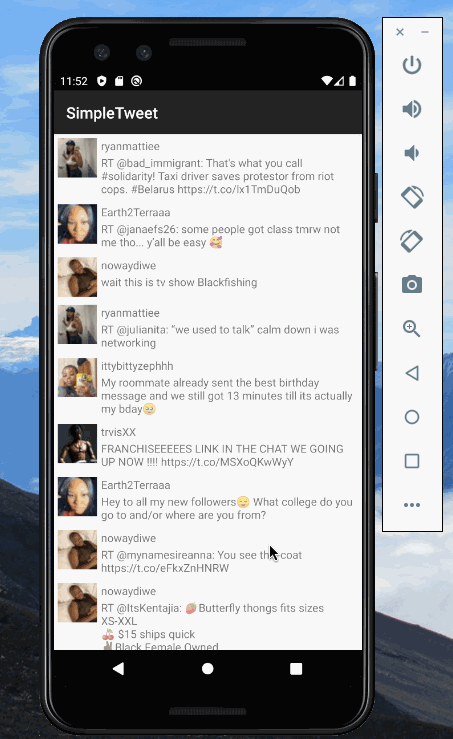 11:52
SimpleTweet
ryanmattiee
RT @bad_immigrant: That's what you call
#solidarity! Taxi driver saves protestor from riot
cops. #Belarus https://t.co/lx1TmDuQob
Earth2Terraaa
RT @janaefs26: some people got class tmrw not
me tho... y'all be easy 🥰
nowaydiwe
wait this is tv show Blackfishing
ryanmattiee
RT @julianita: “we used to talk” calm down i was
networking
ittybittyzephhh
My roommate already sent the best birthday
message and we still got 13 minutes till its actually
my bday🥺
trvisXX
FRANCHISEEEEES LINK IN THE CHAT WE GOING
UP NOW !!!! https://t.co/MSXoQKwWyY
Earth2Terraaa
Hey to all my new followers😌 What college do you
go to and/or where are you from?
nowaydiwe
RT @mynamesireanna: You see coat
https://t.co/eFkxZnHNRW
nowaydiwe
RT @ItsKentajia: Butterfly thongs fits sizes
XS-XXL
🍒 $15 ships quick
✌🏽Black Female Owned